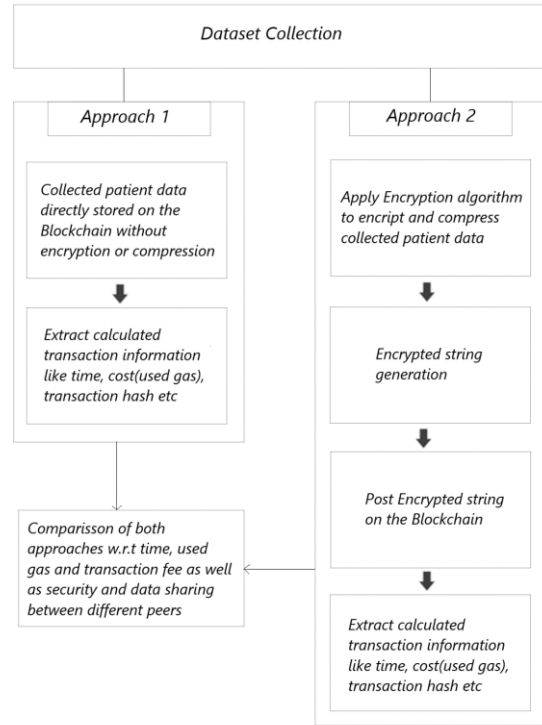 Dataset Collection
Approach 1
Collected patient data
directly stored on the
Blockchain without
encryption or compression
Extract calculated
transaction information
like time, cost(used gas),
transaction hash etc
Approach 2
Apply Encryption algorithm
to encript and compress
collected patient data
Encrypted string
generation
Post Encrypted string
on the Blockchain
Extract calculated
transaction information
like time, cost(used gas),
transaction hash etc
Comparisson of both
approaches w.r.t time, used
gas and transaction fee as well
as security and data sharing
between different peers